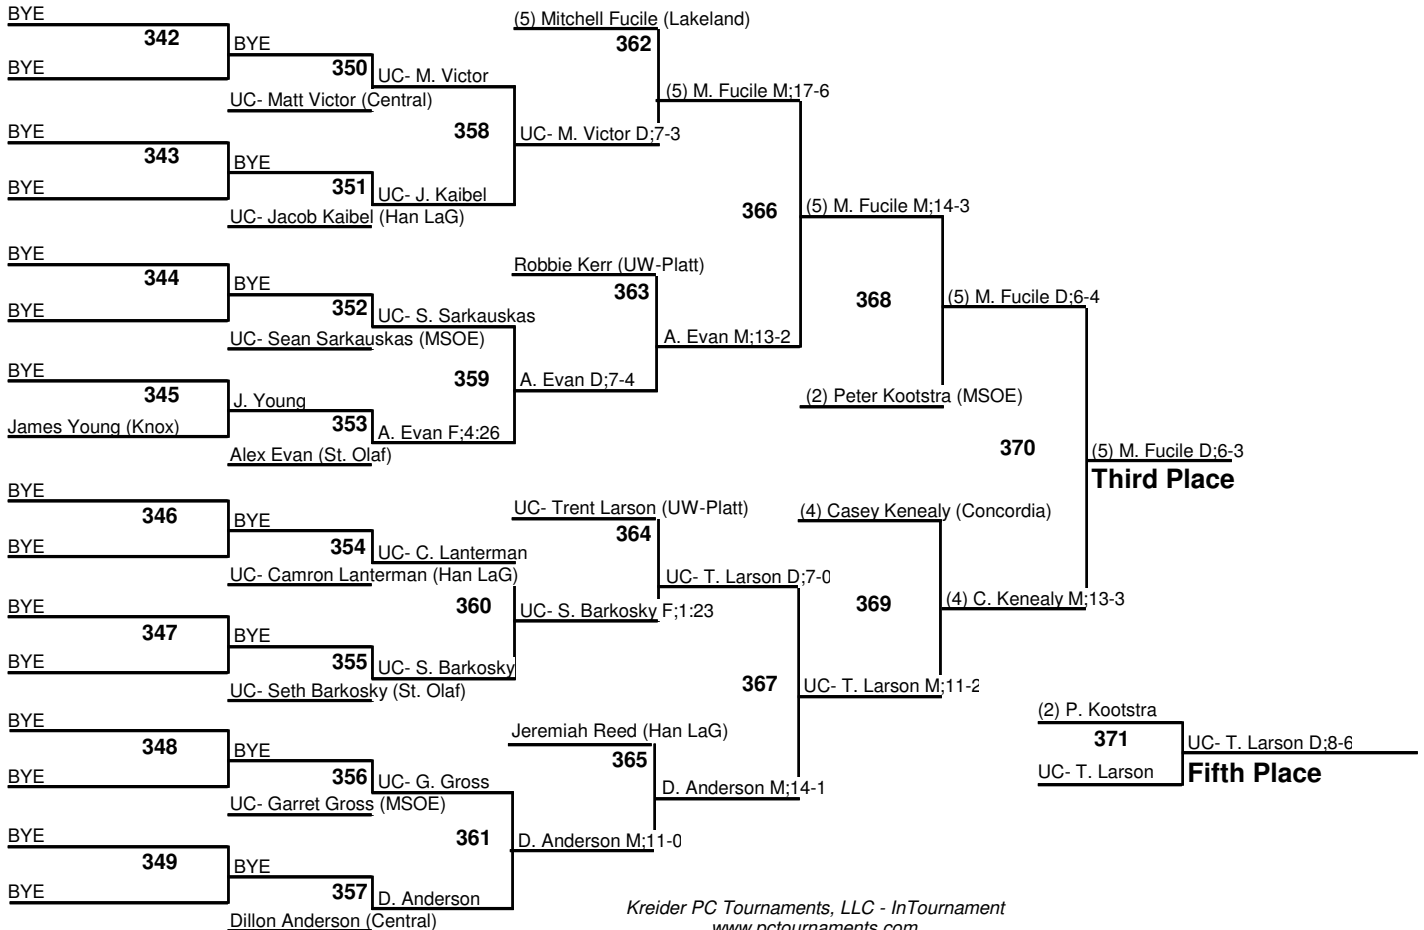 BYE
342
BYE
BYE
350
UC- Matt Victor (Central)
UC- M. Victor
358
BYE
343
BYE
BYE
351
UC- Jacob Kaibel (Han LaG)
UC- J. Kaibel
(5) Mitchell Fucile (Lakeland)
362
UC- M. Victor D;7-3
(5) M. Fucile M;17-6
366
BYE
344
BYE
BYE
352
UC- Sean Sarkauskas (MSOE)
UC- S. Sarkauskas
359
BYE
345
James Young (Knox)
J. Young
353
Alex Evan (St. Olaf)
A. Evan F;4:26
Robbie Kerr (UW-Platt)
363
A. Evan D;7-4
A. Evan M;13-2
(5) M. Fucile M;14-3
368
(2) Peter Kootstra (MSOE)
(5) M. Fucile D;6-4
370
(5) M. Fucile D;6-3
Third Place
BYE
346
BYE
BYE
354
UC- Camron Lanterman (Han LaG)
UC- C. Lanterman
360
BYE
347
BYE
BYE
355
UC- Seth Barkosky (St. Olaf)
UC- S. Barkosky
UC- Trent Larson (UW-Platt)
364
UC- S. Barkosky F;1:23
UC- T. Larson D;7-0
367
(4) Casey Kenealy (Concordia)
369
(4) C. Kenealy M;13-3
UC- T. Larson M;11-2
BYE
348
BYE
BYE
356
UC- Garret Gross (MSOE)
UC- G. Gross
361
BYE
349
BYE
BYE
357
Dillon Anderson (Central)
D. Anderson
Jeremiah Reed (Han LaG)
365
D. Anderson M;11-0
D. Anderson M;14-1
(2) P. Kootstra
371
UC- T. Larson
UC- T. Larson D;8-6
Fifth Place
Kreider PC Tournaments, LLC - InTournament
www.pctournaments.com